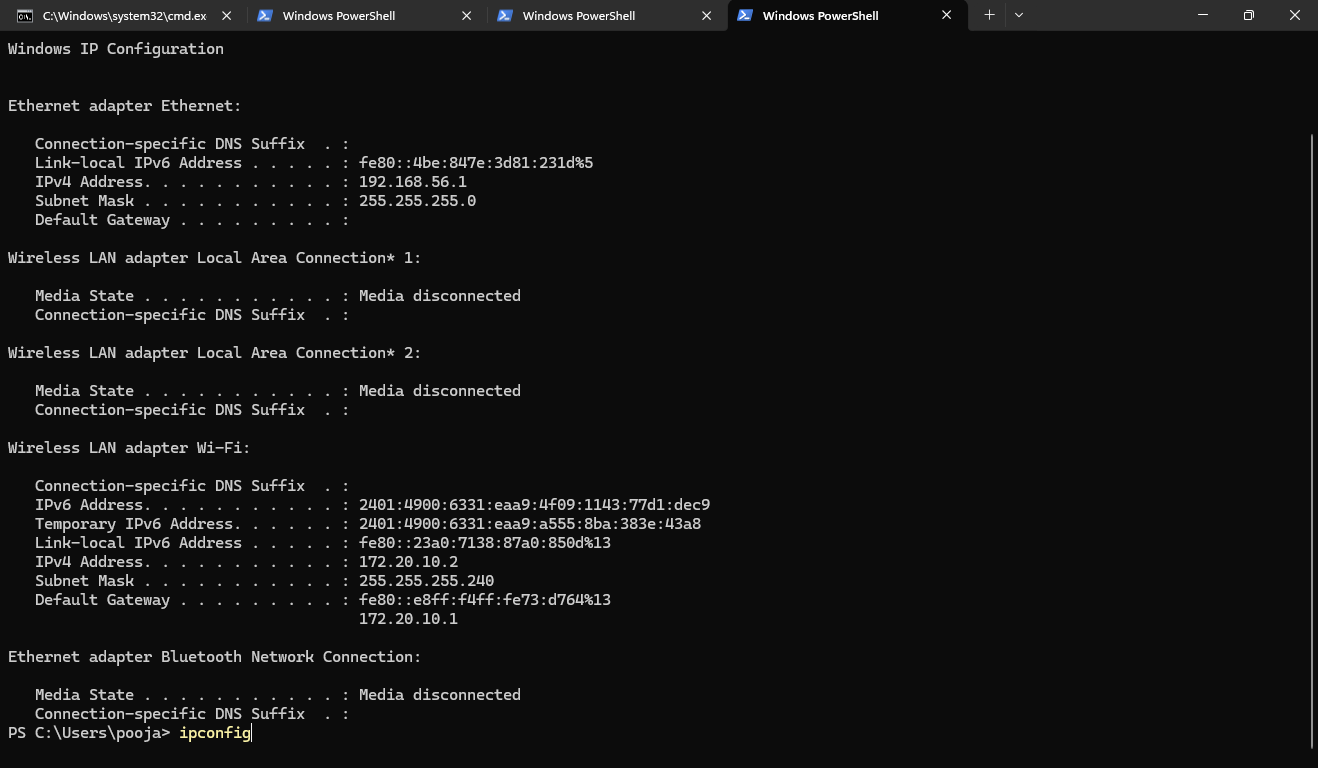 C:\Windows\system32\cmd.ex
Windows PowerShell
Windows PowerShell
Windows PowerShell
Windows IP Configuration
Ethernet adapter Ethernet:
Connection-specific DNS Suffix  . :
Link-local IPv6 Address . . . . . : fe80::4be:847e:3d81:231d%5
IPv4 Address. . . . . . . . . . . : 192.168.56.1
Subnet Mask . . . . . . . . . . . : 255.255.255.0
Default Gateway . . . . . . . . . :
Wireless LAN adapter Local Area Connection* 1:
Media State . . . . . . . . . . . : Media disconnected
Connection-specific DNS Suffix  . :
Wireless LAN adapter Local Area Connection* 2:
Media State . . . . . . . . . . . : Media disconnected
Connection-specific DNS Suffix  . :
Wireless LAN adapter Wi-Fi:
Connection-specific DNS Suffix  . :
IPv6 Address. . . . . . . . . . . : 2401:4900:6331:eaa9:4f09:1143:77d1:dec9
Temporary IPv6 Address. . . . . . : 2401:4900:6331:eaa9:a555:8ba:383e:43a8
Link-local IPv6 Address . . . . . : fe80::23a0:7138:87a0:850d%13
IPv4 Address. . . . . . . . . . . : 172.20.10.2
Subnet Mask . . . . . . . . . . . : 255.255.255.240
Default Gateway . . . . . . . . . : fe80::e8ff:f4ff:fe73:d764%13
172.20.10.1
Ethernet adapter Bluetooth Network Connection:
Media State . . . . . . . . . . . : Media disconnected
Connection-specific DNS Suffix  . :
PS C:\Users\pooja> ipconfig